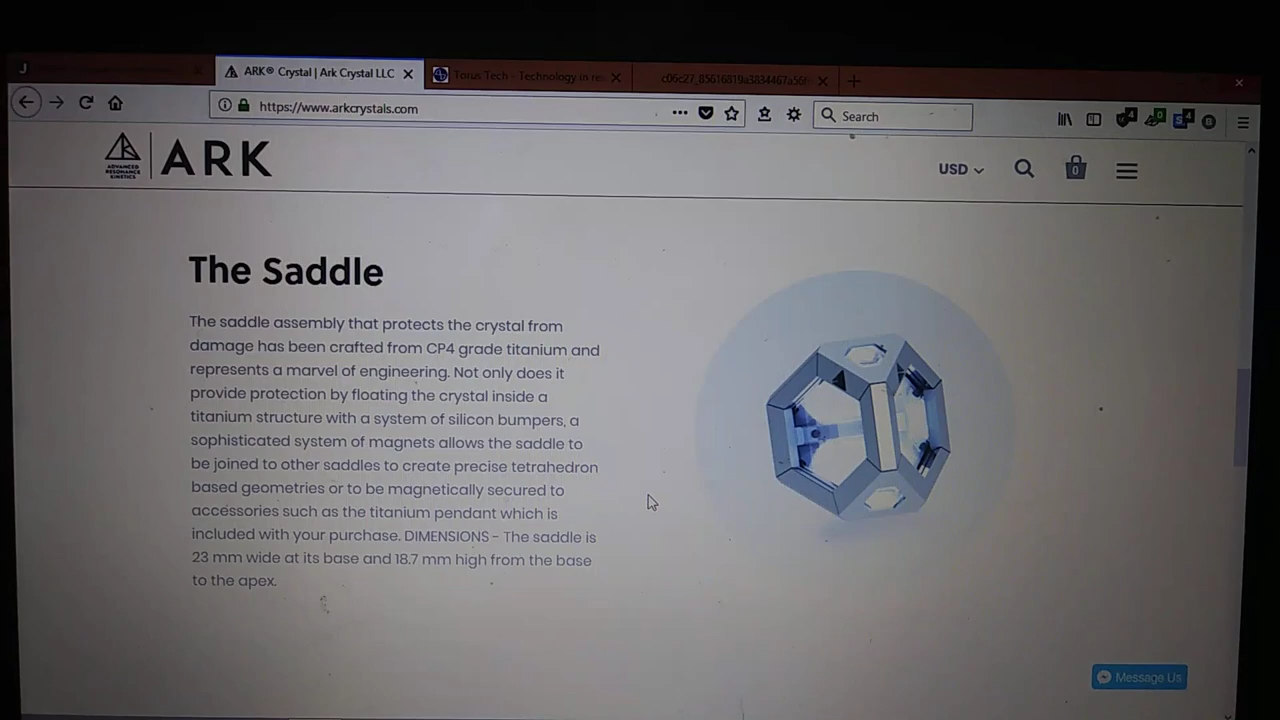 ARK® Crystal | Ark Crystal LLC
Torus Tech - Technology in re
https://www.arkcrystals.com
Search
ADVANCED
RESONANCE
KINETICS
ARK
USD
0
The Saddle
The saddle assembly that protects the crystal from
damage has been crafted from CP4 grade titanium and
represents a marvel of engineering. Not only does it
provide protection by floating the crystal inside a
titanium structure with a system of silicon bumpers, a
sophisticated system of magnets allows the saddle to
be joined to other saddles to create precise tetrahedron
based geometries or to be magnetically secured to
accessories such as the titanium pendant which is
included with your purchase. DIMENSIONS - The saddle is
23 mm wide at its base and 18.7 mm high from the base
to the apex.
Message Us